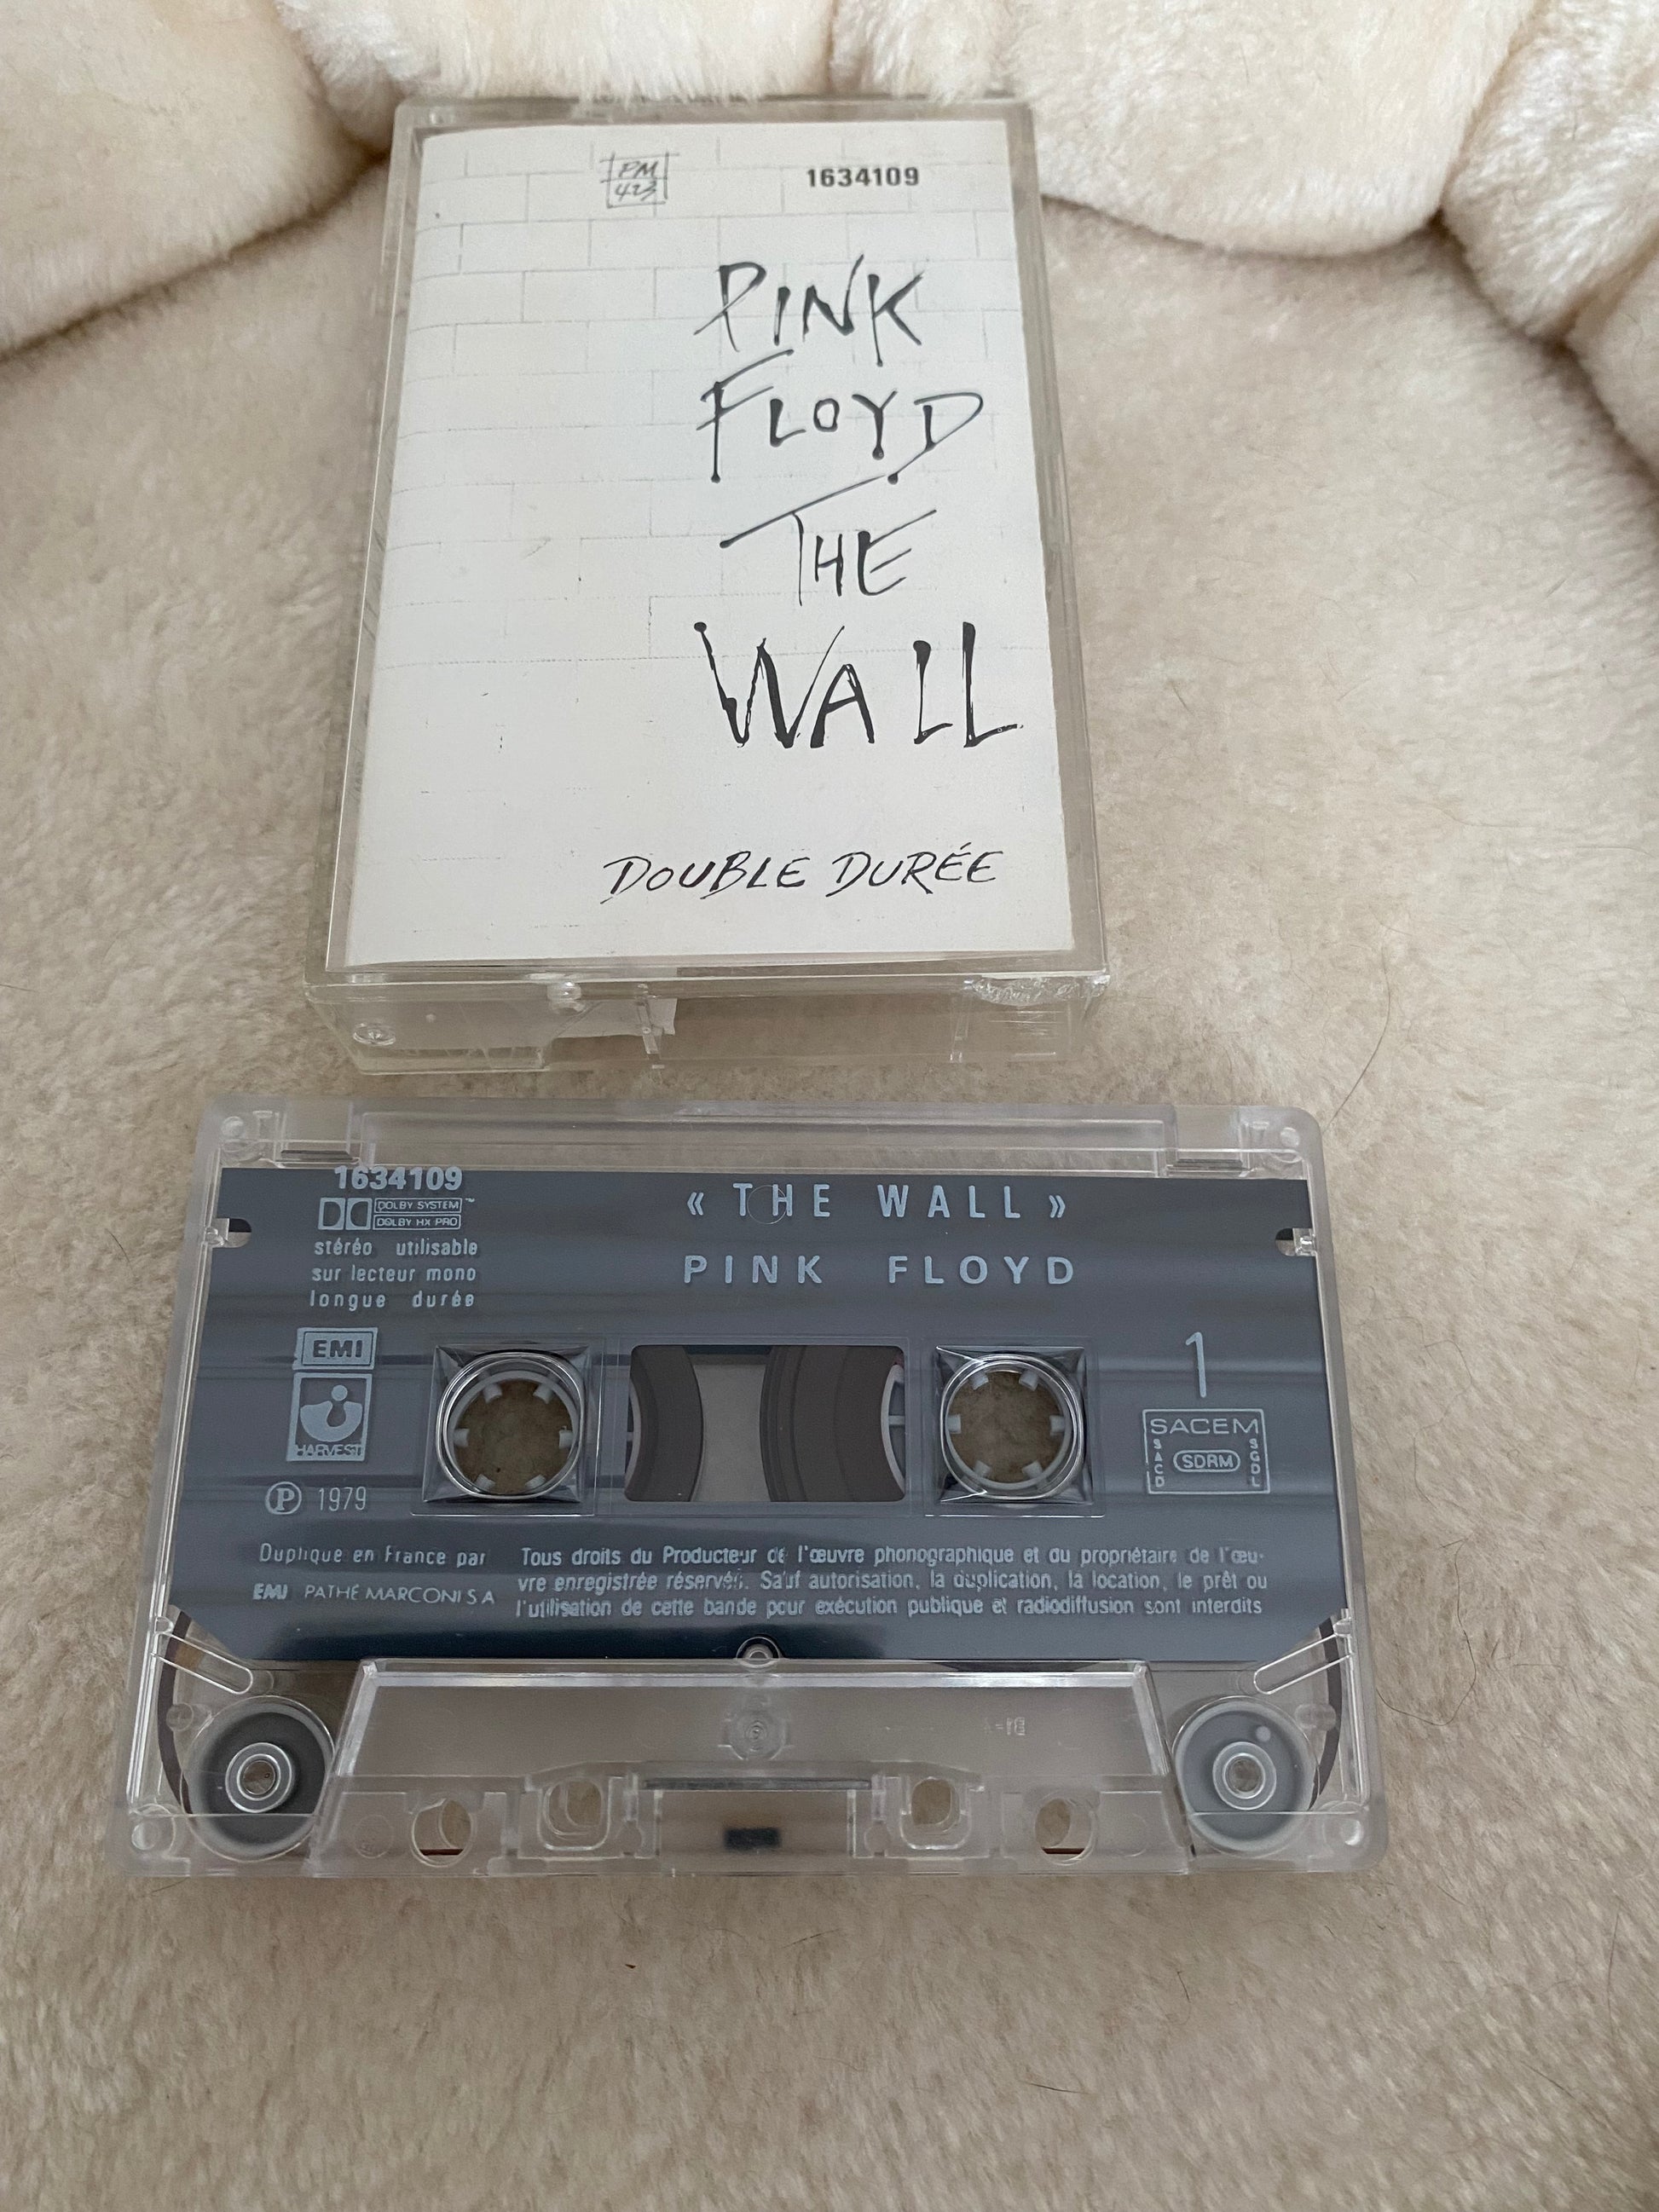 PM
423
1634109
PINK
FLOYD
THE
WALL
DOUBLE DURÉE
1634109
DOLBY SYSTEM™
DOLBY HX PRO
stéréo utilisable
sur lecteur mono
longue durée
« THE WALL »
PINK FLOYD
EMI
HARVEST
1
SACEM
SACD
SDRM
SGDL
Ⓟ 1979
Duplique en France par
EMI PATHÉ MARCONI S A
Tous droits du Producteur de l'œuvre phonographique et du propriétaire de l'œu-
vre enregistrée réservés. Sauf autorisation, la duplication, la location, le prêt ou
l'utilisation de cette bande pour exécution publique et radiodiffusion sont interdits